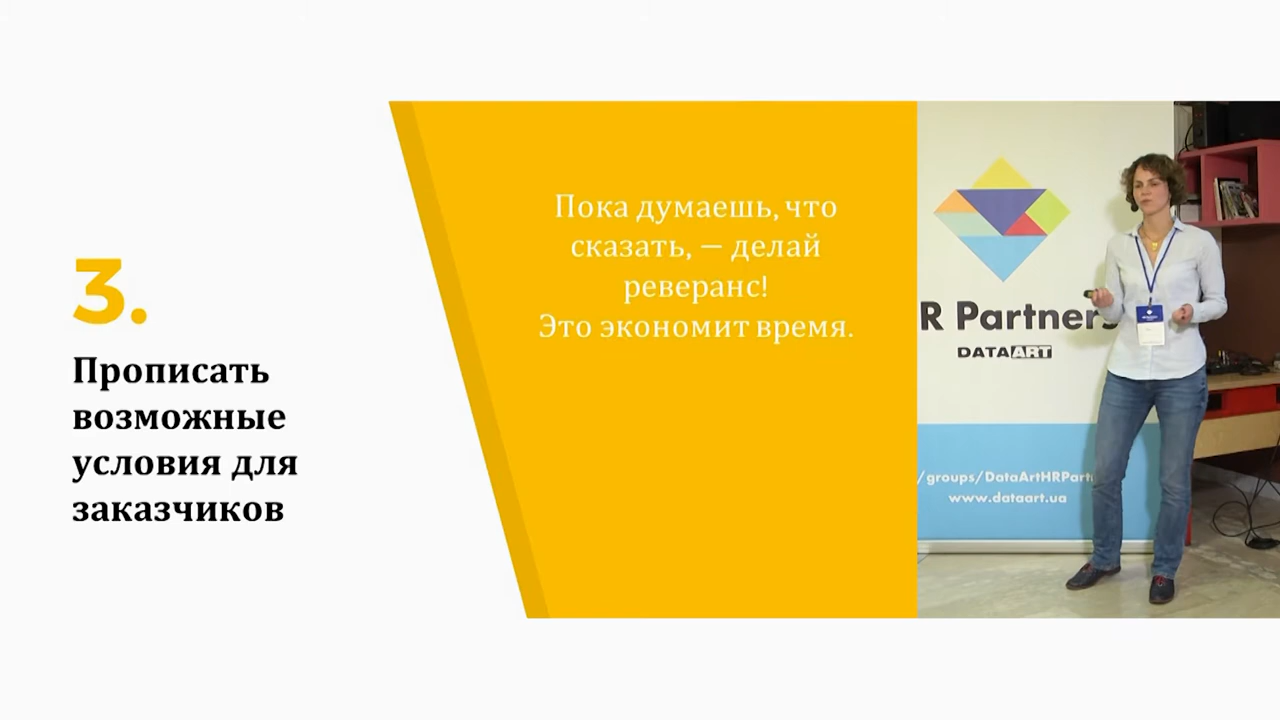 3.
Прописать
возможные
условия для
заказчиков
Пока думаешь, что
сказать, — делай
реверанс!
Это экономит время.
R Partners
DATAART
/groups/DataArtHRPart
www.dataart.ua